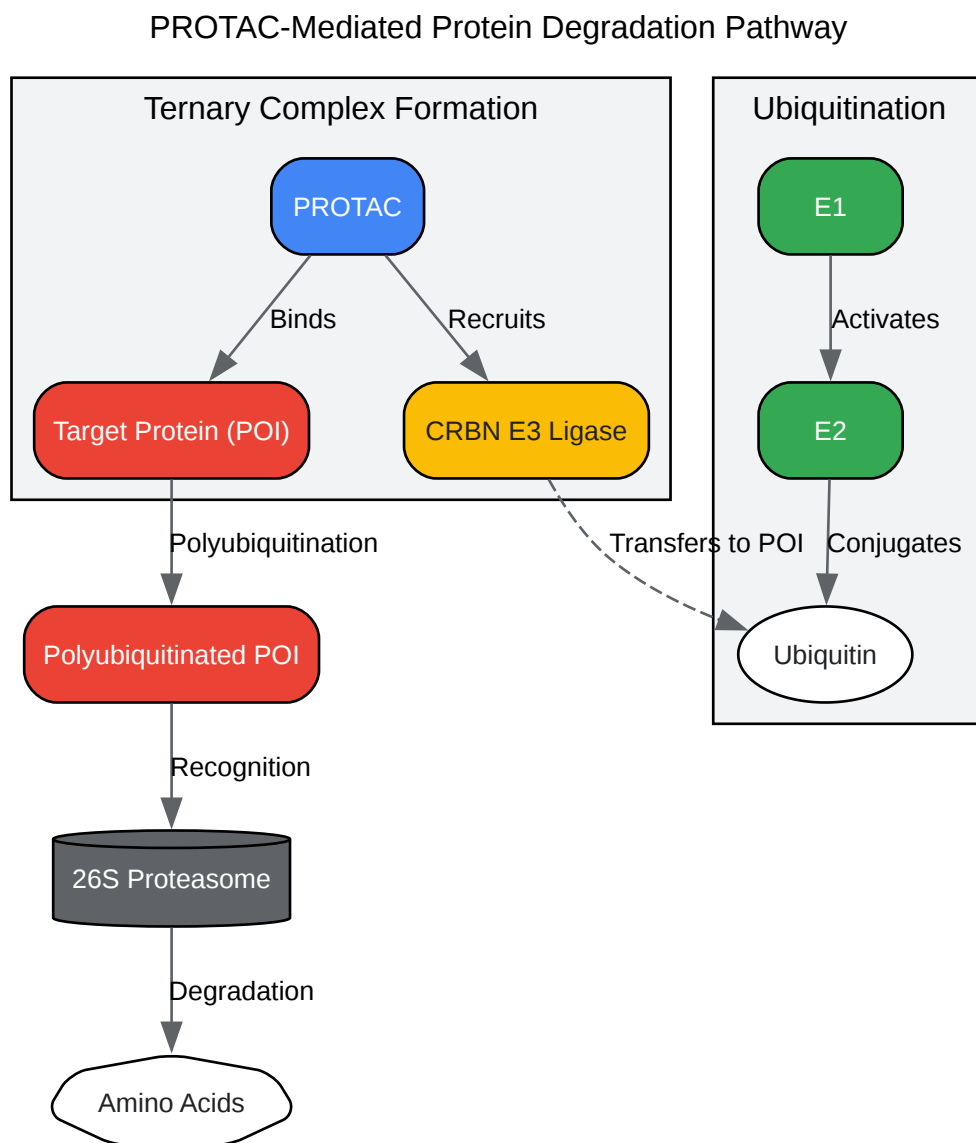 PROTAC-Mediated Protein Degradation Pathway
Ternary Complex Formation
Ubiquitination
PROTAC
E1
Binds
Recruits
Activates
Target Protein (POI)
CRBN E3 Ligase
E2
Polyubiquitination
Transfers to POI
Conjugates
Polyubiquitinated POI
Ubiquitin
Recognition
26S Proteasome
Degradation
Amino Acids